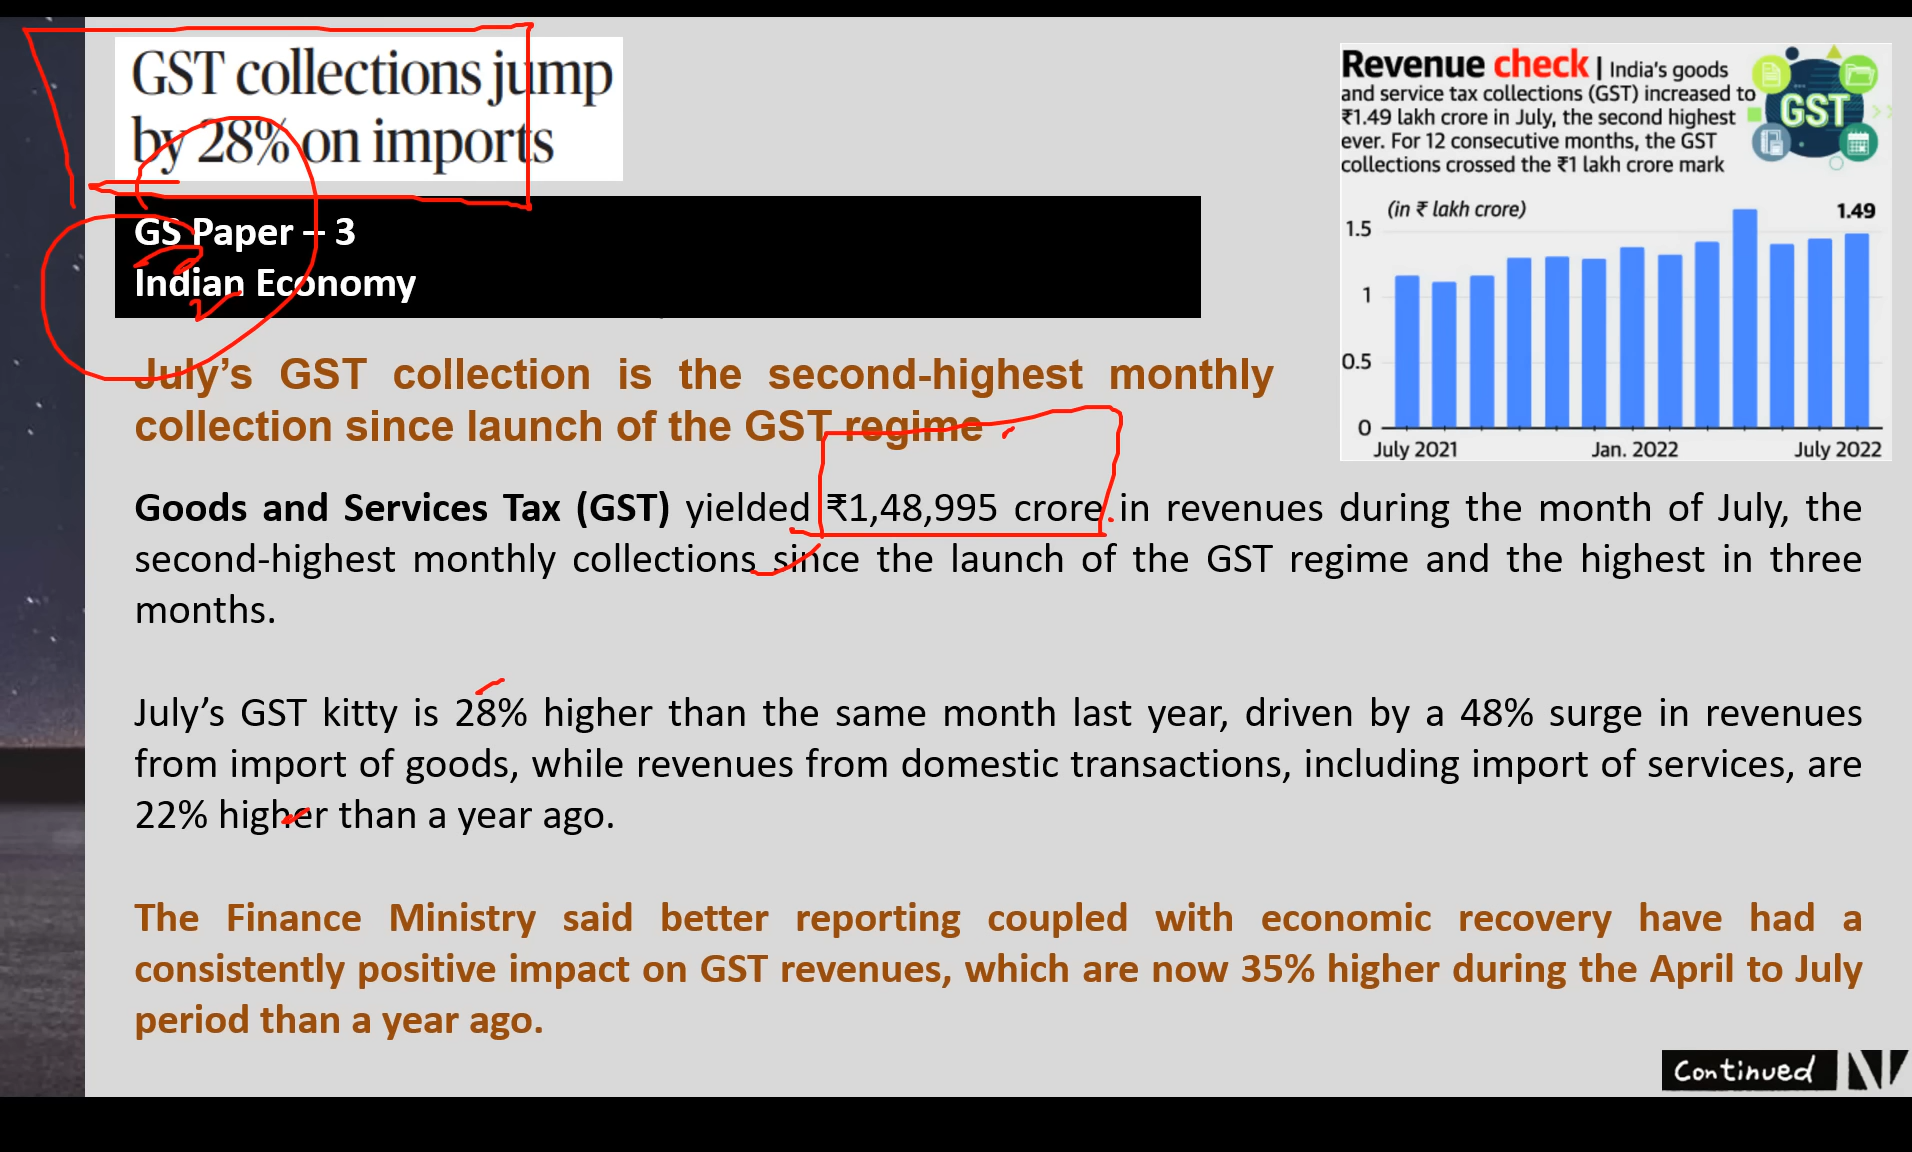 GST collections jump
by 28% on imports
GS Paper – 3
Indian Economy
July’s GST collection is the second-highest monthly
collection since launch of the GST regime
Revenue check | India’s goods
and service tax collections (GST) increased to
₹1.49 lakh crore in July, the second highest
ever. For 12 consecutive months, the GST
collections crossed the ₹1 lakh crore mark
GST
(in ₹ lakh crore)
1.49
1.5
1
0.5
0
July 2021 Jan. 2022 July 2022
Goods and Services Tax (GST) yielded ₹1,48,995 crore in revenues during the month of July, the
second-highest monthly collections since the launch of the GST regime and the highest in three
months.
July’s GST kitty is 28% higher than the same month last year, driven by a 48% surge in revenues
from import of goods, while revenues from domestic transactions, including import of services, are
22% higher than a year ago.
The Finance Ministry said better reporting coupled with economic recovery have had a
consistently positive impact on GST revenues, which are now 35% higher during the April to July
period than a year ago.
Continued